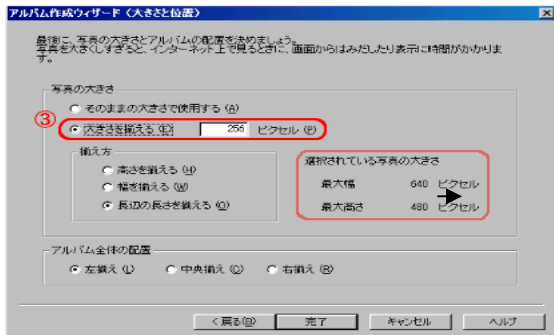 アルバム作成ウィザード（大きさと位置）
最後に、写真の大きさとアルバムの配置を決めましょう。
写真を大きくしすぎると、インターネット上で見るときに、画面からはみだしたり表示に時間がかかりま
す。
写真の大きさ
そのままの大きさで使用する (A)
③
大きさを揃える (E) 256 ピクセル (P)
揃え方
高さを揃える (H)
幅を揃える (W)
長辺の長さを揃える (O)
選択されている写真の大きさ
最大幅 640 ピクセル
最大高さ 480 ピクセル
アルバム全体の配置
左揃え (L) 中央揃え (C) 右揃え (R)
< 戻る(B) 完了 キャンセル ヘルプ